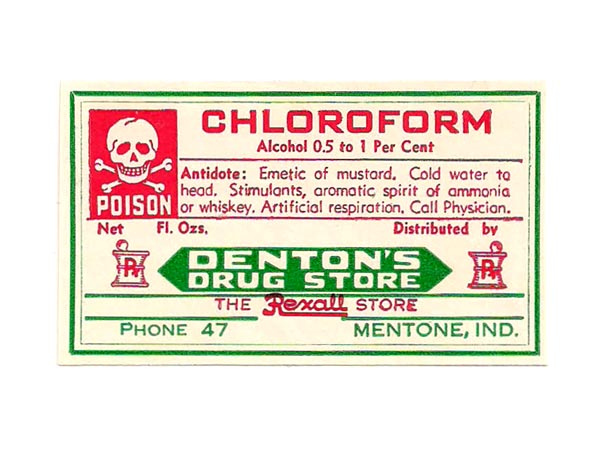 CHLOROFORM
Alcohol 0.5 to 1 Per Cent
POISON
Antidote: Emetic of mustard. Cold water to
head. Stimulants, aromatic spirit of ammonia
or whiskey. Artificial respiration. Call Physician.
Net Fl. Ozs. Distributed by
DENTON'S
DRUG STORE
THE Rexall STORE
PHONE 47 MENTONE, IND.